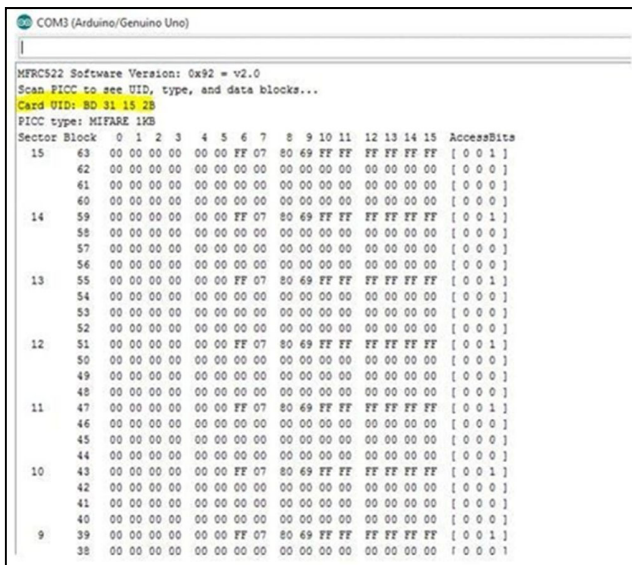 COM3 (Arduino/Genuino Uno)
MFRC522 Software Version: 0x92 = v2.0
Scan PICC to see UID, type, and data blocks...
Card UID: BD 31 15 2B
PICC type: MIFARE 1KB
Sector Block 0 1 2 3 4 5 6 7 8 9 10 11 12 13 14 15 AccessBits
15 63 00 00 00 00 00 00 FF 07 80 69 FF FF FF FF FF FF [ 0 0 1 ]
62 00 00 00 00 00 00 00 00 00 00 00 00 00 00 00 00 [ 0 0 0 ]
61 00 00 00 00 00 00 00 00 00 00 00 00 00 00 00 00 [ 0 0 0 ]
60 00 00 00 00 00 00 00 00 00 00 00 00 00 00 00 00 [ 0 0 0 ]
14 59 00 00 00 00 00 00 FF 07 80 69 FF FF FF FF FF FF [ 0 0 1 ]
58 00 00 00 00 00 00 00 00 00 00 00 00 00 00 00 00 [ 0 0 0 ]
57 00 00 00 00 00 00 00 00 00 00 00 00 00 00 00 00 [ 0 0 0 ]
56 00 00 00 00 00 00 00 00 00 00 00 00 00 00 00 00 [ 0 0 0 ]
13 55 00 00 00 00 00 00 FF 07 80 69 FF FF FF FF FF FF [ 0 0 1 ]
54 00 00 00 00 00 00 00 00 00 00 00 00 00 00 00 00 [ 0 0 0 ]
53 00 00 00 00 00 00 00 00 00 00 00 00 00 00 00 00 [ 0 0 0 ]
52 00 00 00 00 00 00 00 00 00 00 00 00 00 00 00 00 [ 0 0 0 ]
12 51 00 00 00 00 00 00 FF 07 80 69 FF FF FF FF FF FF [ 0 0 1 ]
50 00 00 00 00 00 00 00 00 00 00 00 00 00 00 00 00 [ 0 0 0 ]
49 00 00 00 00 00 00 00 00 00 00 00 00 00 00 00 00 [ 0 0 0 ]
48 00 00 00 00 00 00 00 00 00 00 00 00 00 00 00 00 [ 0 0 0 ]
11 47 00 00 00 00 00 00 FF 07 80 69 FF FF FF FF FF FF [ 0 0 1 ]
46 00 00 00 00 00 00 00 00 00 00 00 00 00 00 00 00 [ 0 0 0 ]
45 00 00 00 00 00 00 00 00 00 00 00 00 00 00 00 00 [ 0 0 0 ]
44 00 00 00 00 00 00 00 00 00 00 00 00 00 00 00 00 [ 0 0 0 ]
10 43 00 00 00 00 00 00 FF 07 80 69 FF FF FF FF FF FF [ 0 0 1 ]
42 00 00 00 00 00 00 00 00 00 00 00 00 00 00 00 00 [ 0 0 0 ]
41 00 00 00 00 00 00 00 00 00 00 00 00 00 00 00 00 [ 0 0 0 ]
40 00 00 00 00 00 00 00 00 00 00 00 00 00 00 00 00 [ 0 0 0 ]
9 39 00 00 00 00 00 00 FF 07 80 69 FF FF FF FF FF FF [ 0 0 1 ]
38 00 00 00 00 00 00 00 00 00 00 00 00 00 00 00 00 [ 0 0 0 ]